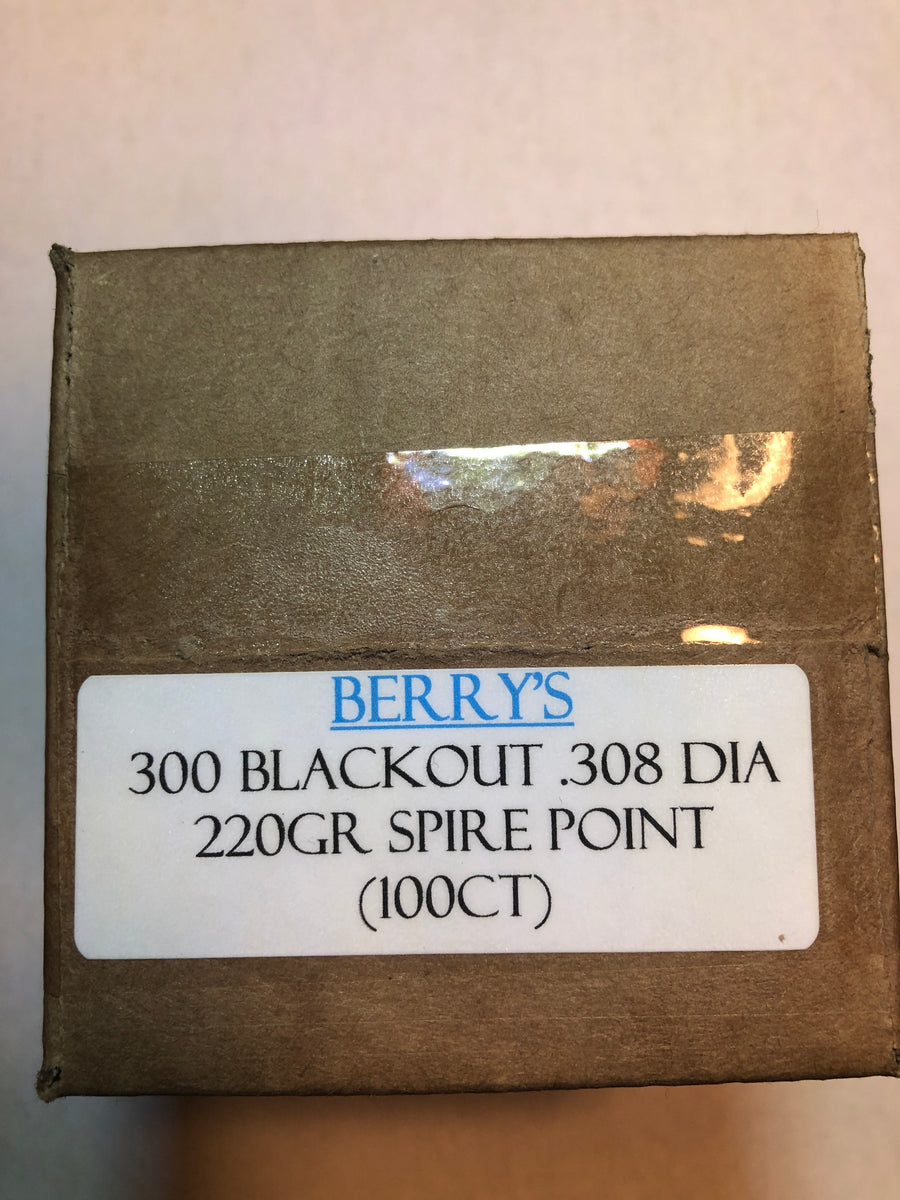 BERRY'S
300 BLACKOUT .308 DIA
220GR SPIRE POINT
(100CT)